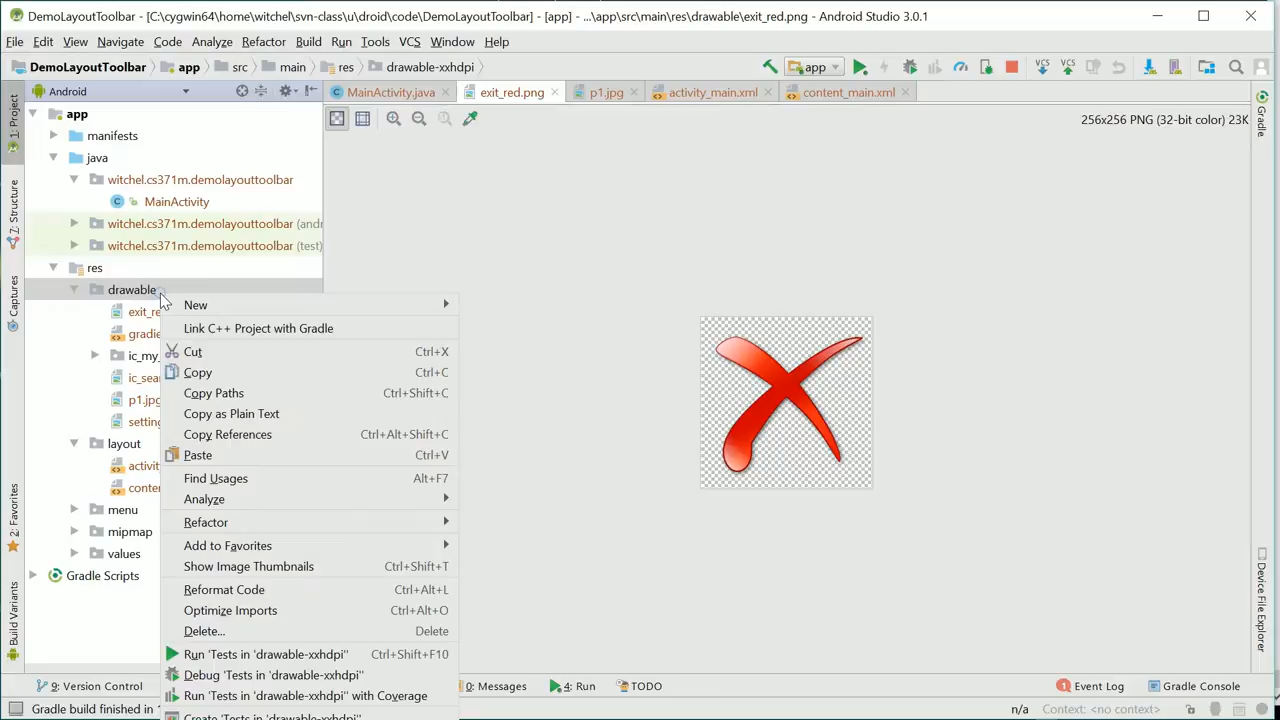 DemoLayoutToolbar - [C:\cygwin64\home\witchel\svn-class\u\droid\code\DemoLayoutToolbar] - [app] - ...\app\src\main\res\drawable\exit_red.png - Android Studio 3.0.1
File Edit View Navigate Code Analyze Refactor Build Run Tools VCS Window Help
DemoLayoutToolbar app src main res drawable-xxhdpi app VCS VCS
Android MainActivity.java exit_red.png p1.jpg activity_main.xml content_main.xml
256x256 PNG (32-bit color) 23K
1: Project
Z: Structure
Captures
2: Favorites
Build Variants
Gradle
Device File Explorer
app
manifests
java
witchel.cs371m.demolayouttoolbar
C MainActivity
witchel.cs371m.demolayouttoolbar (andr
witchel.cs371m.demolayouttoolbar (test)
res
drawable
exit_re
gradie
ic_my_
ic_sea
p1.jpg
setting
layout
activit
conter
menu
mipmap
values
Gradle Scripts
New
Link C++ Project with Gradle
Cut Ctrl+X
Copy Ctrl+C
Copy Paths Ctrl+Shift+C
Copy as Plain Text
Copy References Ctrl+Alt+Shift+C
Paste Ctrl+V
Find Usages Alt+F7
Analyze
Refactor
Add to Favorites
Show Image Thumbnails Ctrl+Shift+T
Reformat Code Ctrl+Alt+L
Optimize Imports Ctrl+Alt+O
Delete... Delete
Run 'Tests in 'drawable-xxhdpi'' Ctrl+Shift+F10
Debug 'Tests in 'drawable-xxhdpi''
Run 'Tests in 'drawable-xxhdpi'' with Coverage
Create 'Tests in 'drawable-xxhdpi''...
9: Version Control 0: Messages 4: Run TODO 1 Event Log Gradle Console
Gradle build finished in n/a Context: <no context>